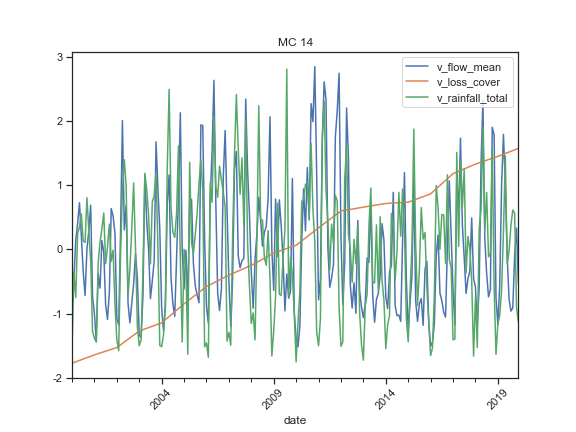 MC 14
v_flow_mean
v_loss_cover
v_rainfall_total
3
2
1
0
-1
-2
2004
2009
2014
2019
date